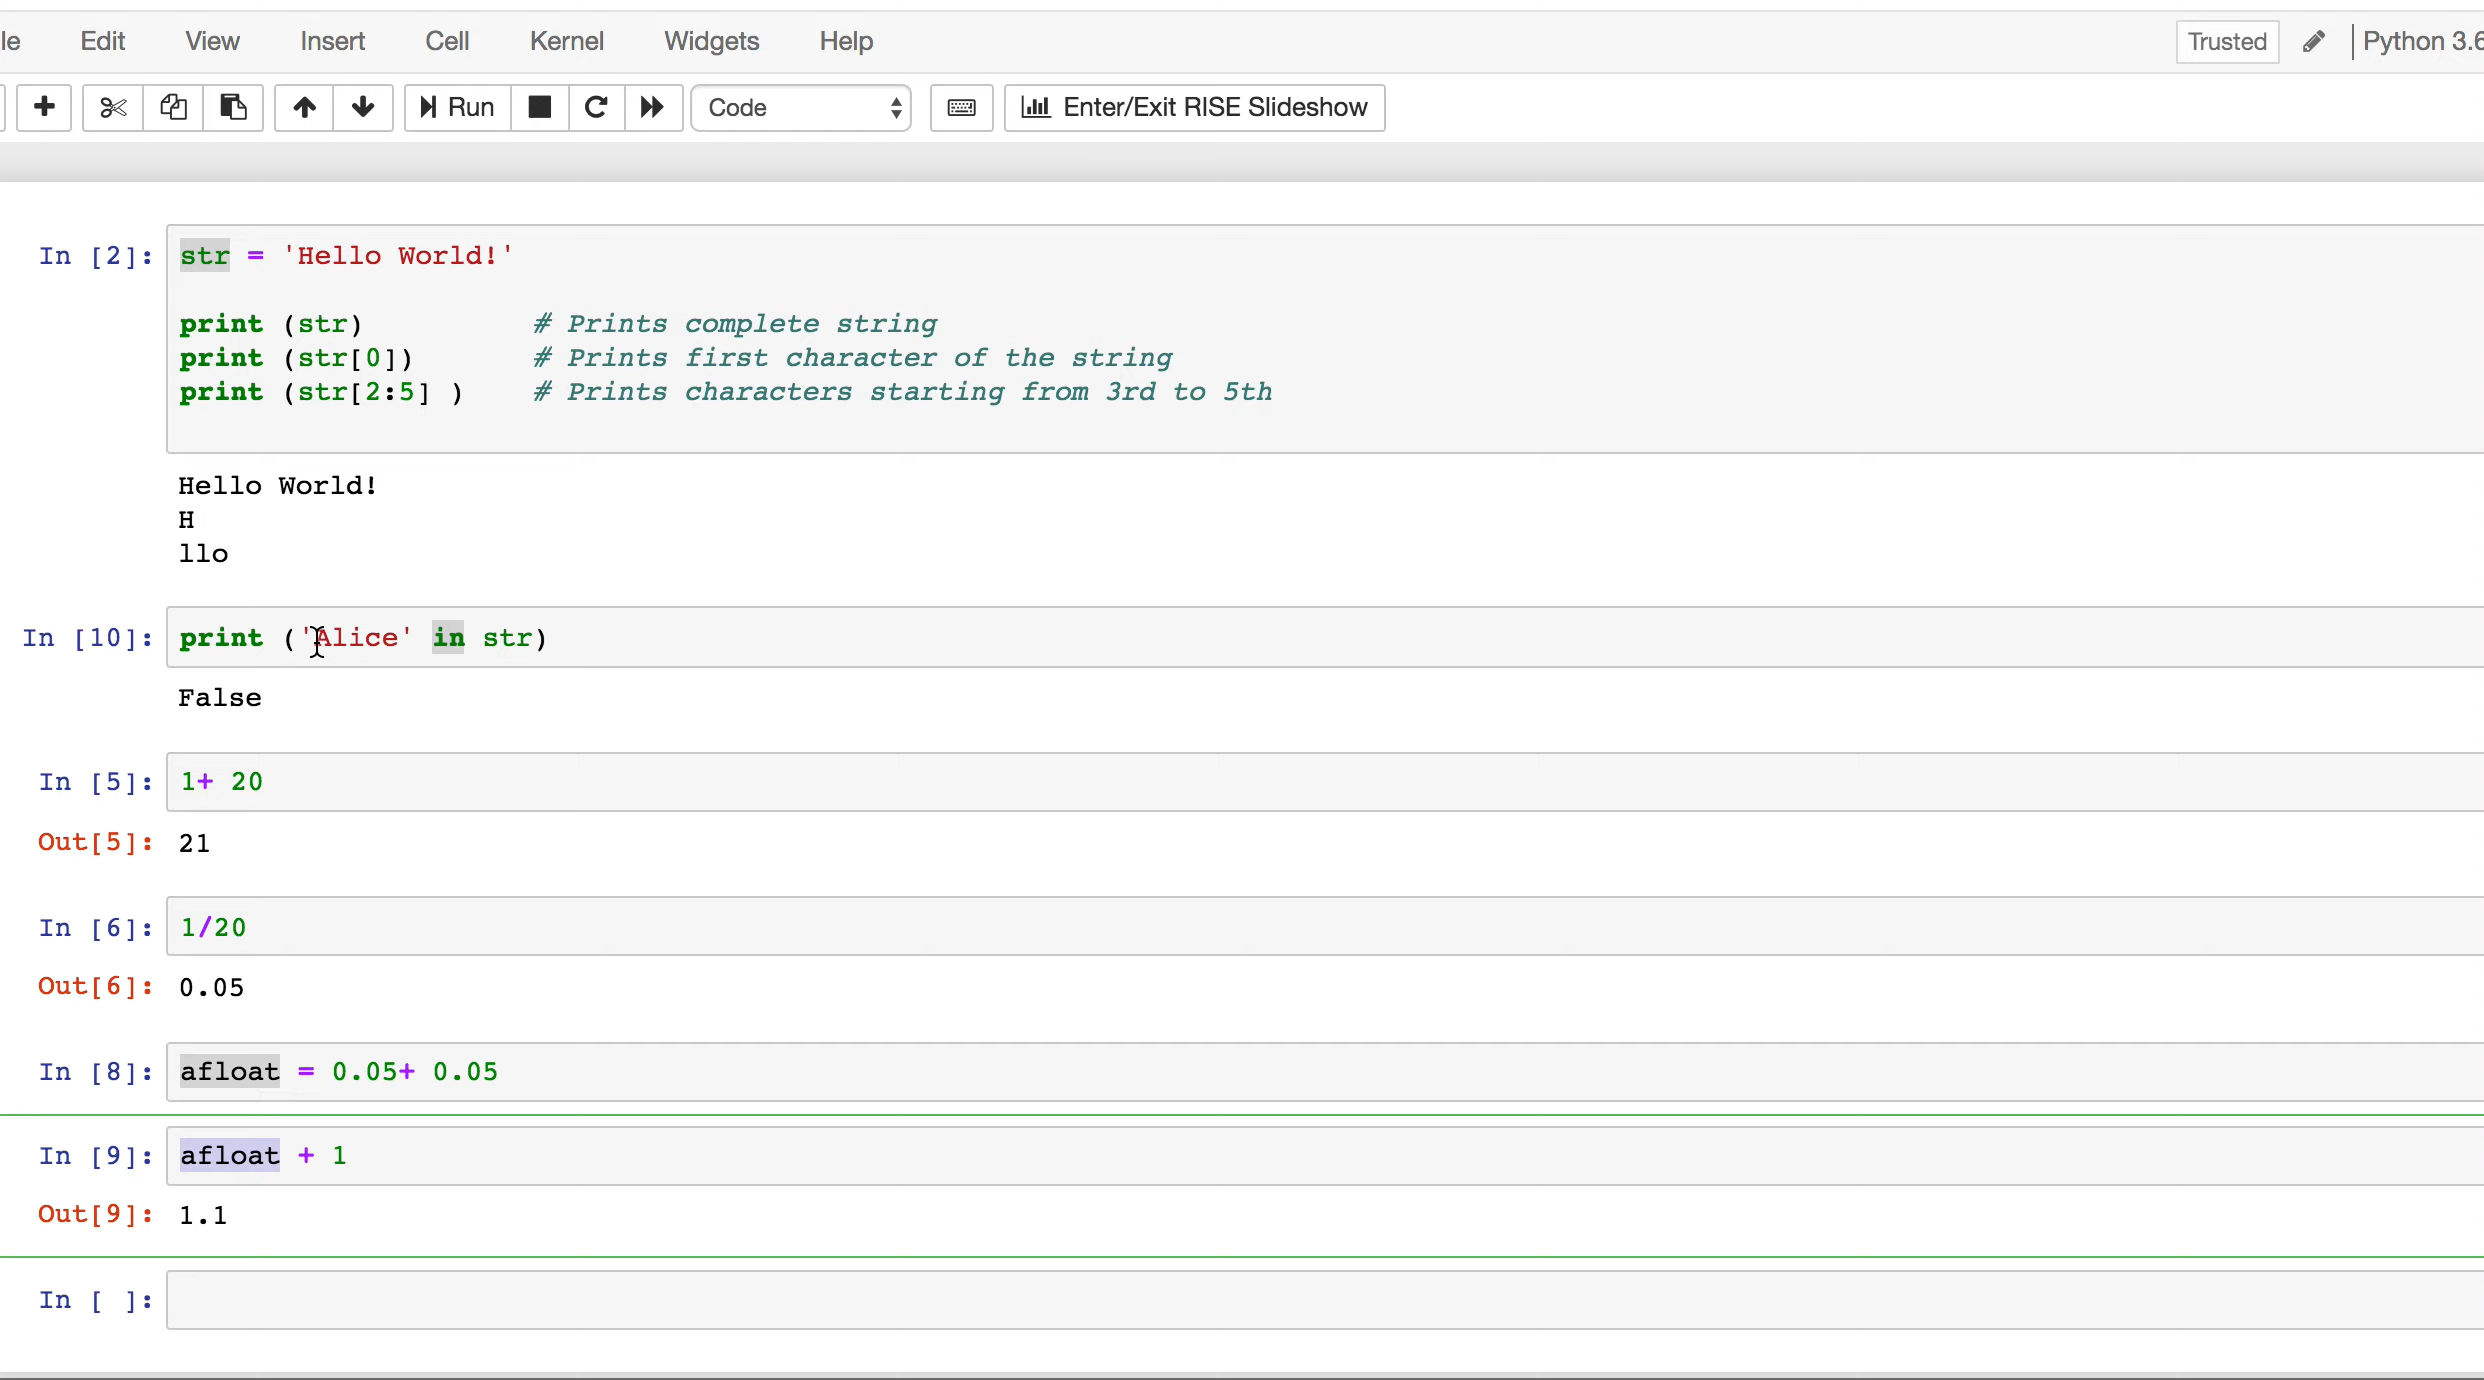 le Edit View Insert Cell Kernel Widgets Help Trusted Python 3.6
Run Code Enter/Exit RISE Slideshow
In [2]: str = 'Hello World!'
print (str) # Prints complete string
print (str[0]) # Prints first character of the string
print (str[2:5] ) # Prints characters starting from 3rd to 5th
Hello World!
H
llo
In [10]: print ('Alice' in str)
False
In [5]: 1+ 20
Out[5]: 21
In [6]: 1/20
Out[6]: 0.05
In [8]: afloat = 0.05+ 0.05
In [9]: afloat + 1
Out[9]: 1.1
In [ ]: